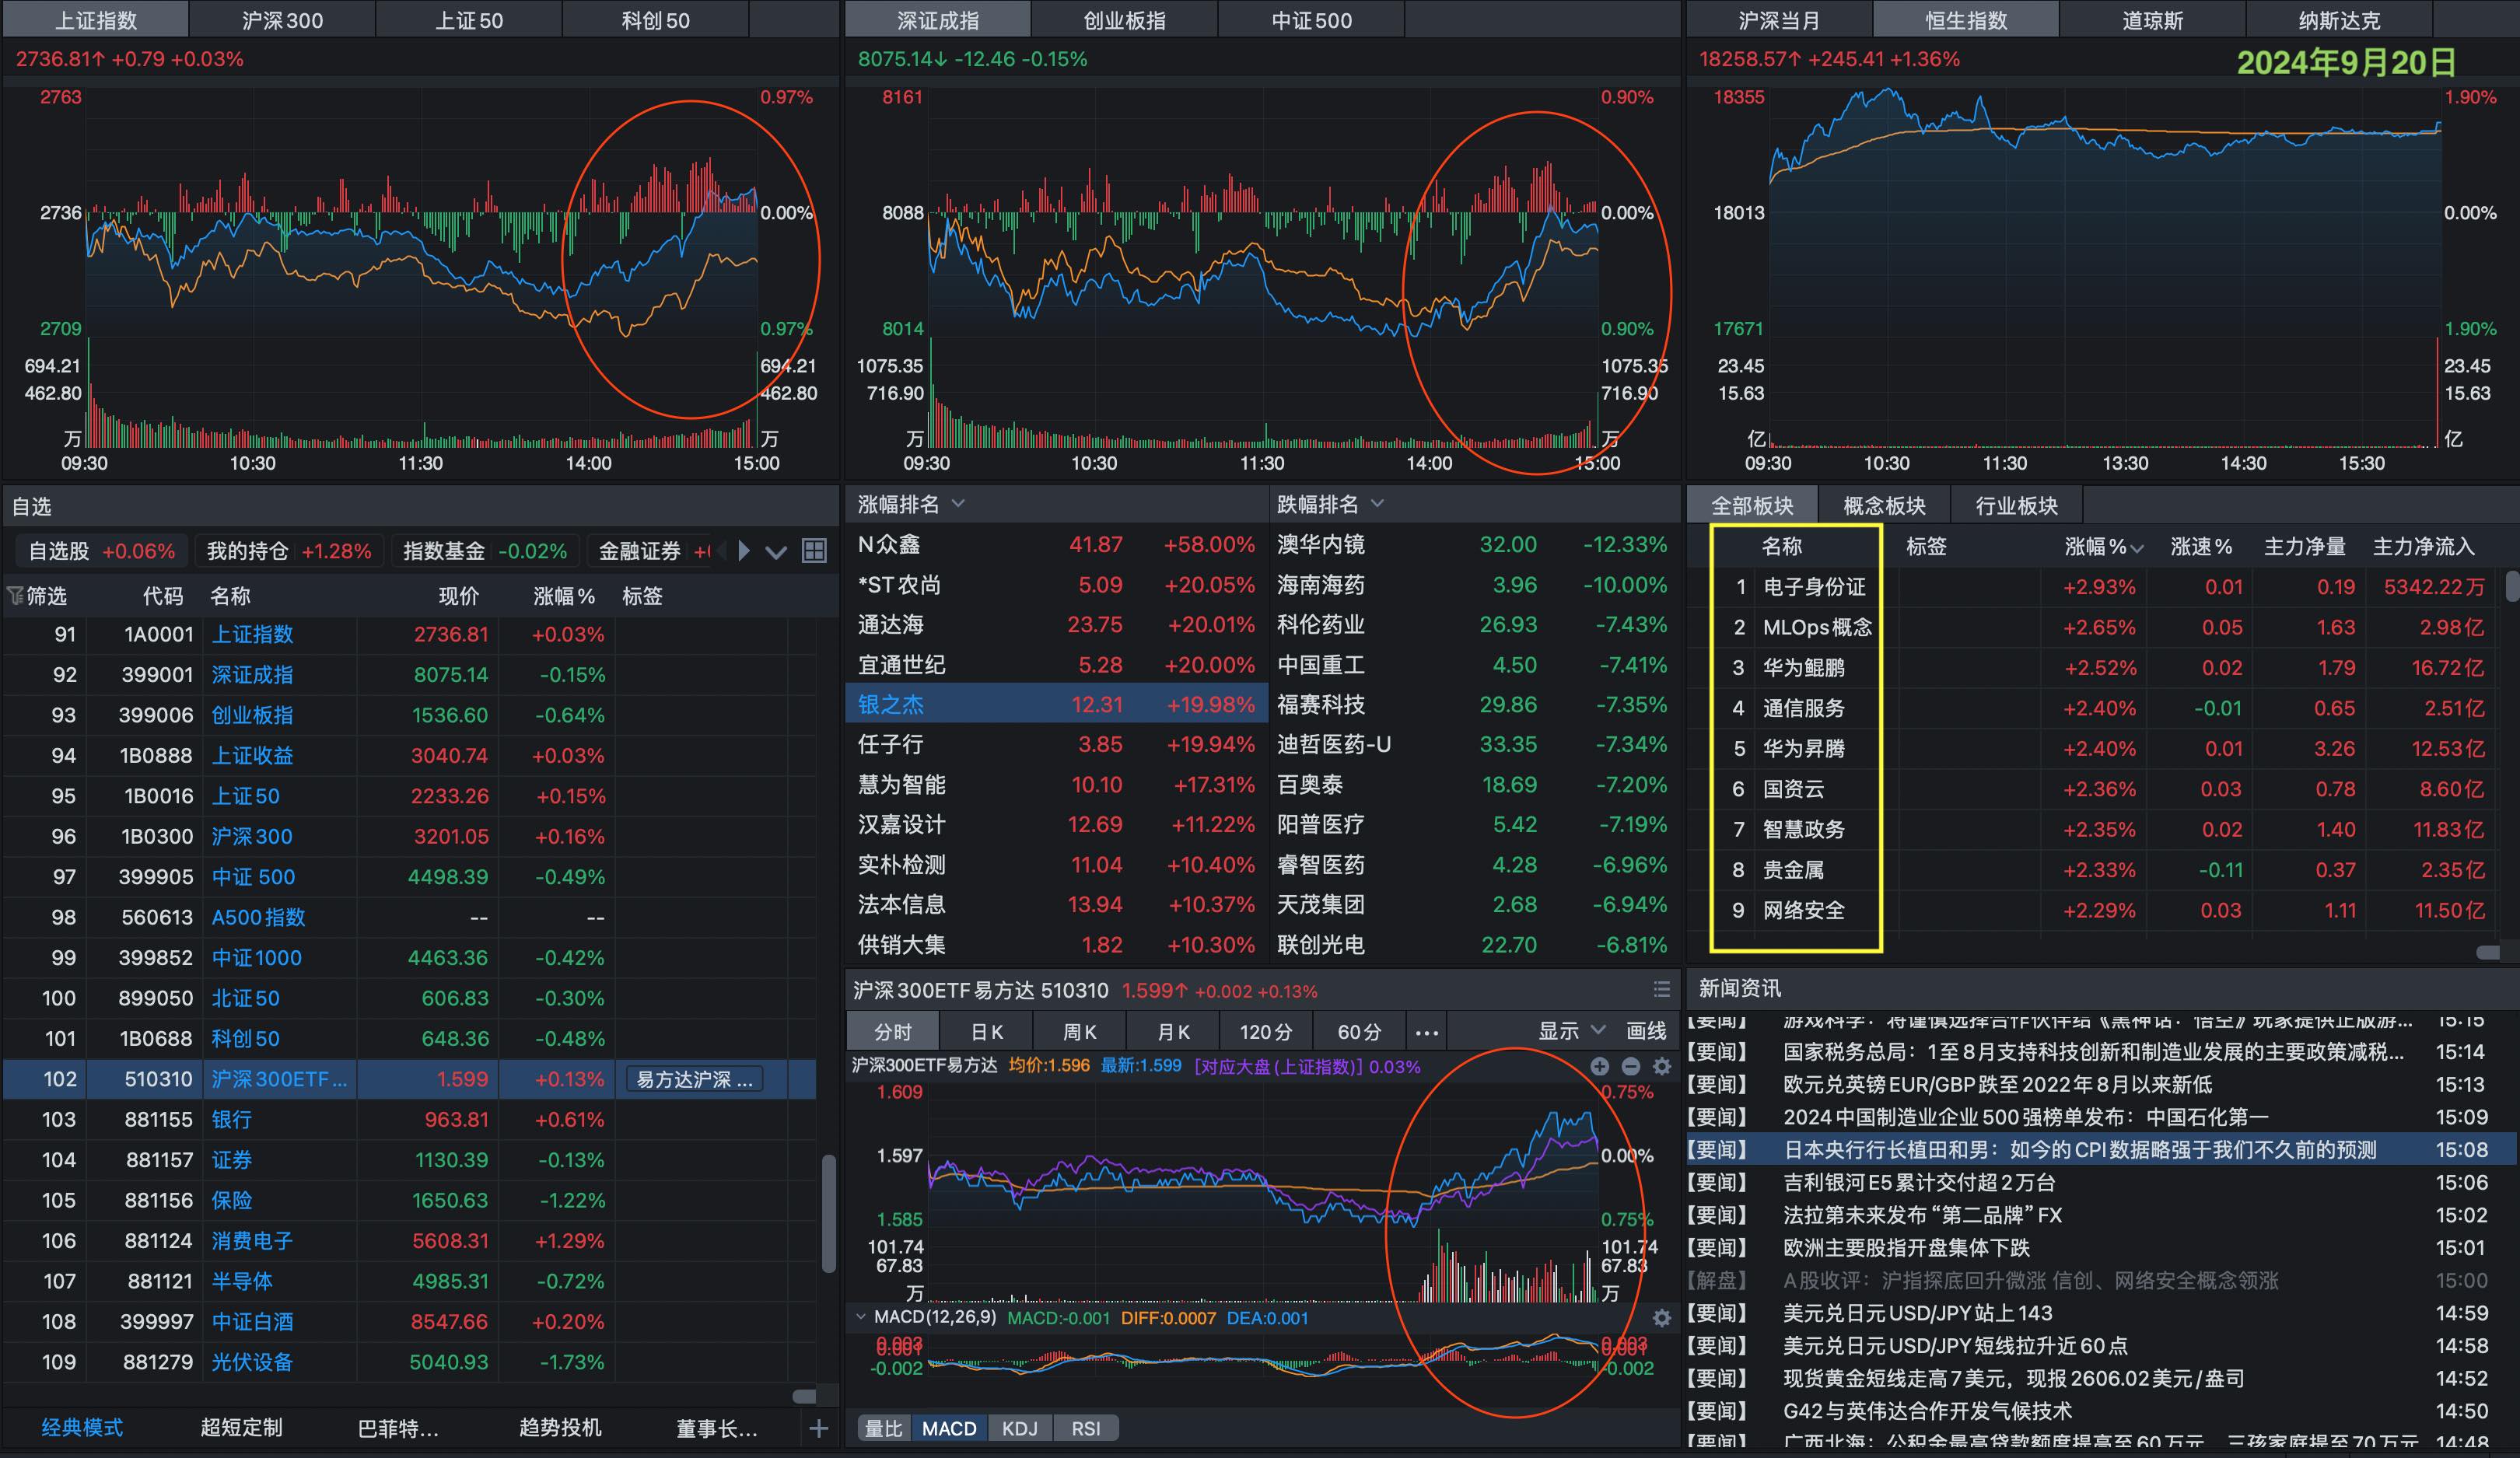 上证指数 沪深300 上证50 科创50
2736.81↑ +0.79 +0.03%
2763 0.97%
2736 0.00%
2709 0.97%
694.21 694.21
462.80 462.80
万 万
09:30 10:30 11:30 14:00 15:00
深证成指 创业板指 中证500
8075.14↓ -12.46 -0.15%
8161 0.90%
8088 0.00%
8014 0.90%
1075.35 1075.35
716.90 716.90
万 万
09:30 10:30 11:30 14:00 15:00
沪深当月 恒生指数 道琼斯 纳斯达克
18258.57↑ +245.41 +1.36%
2024年9月20日
18355 1.90%
18013 0.00%
17671 1.90%
23.45 23.45
15.63 15.63
亿 亿
09:30 10:30 11:30 13:30 14:30 15:30
自选
自选股 +0.06% 我的持仓 +1.28% 指数基金 -0.02% 金融证券
筛选 代码 名称 现价 涨幅% 标签
91 1A0001 上证指数 2736.81 +0.03%
92 399001 深证成指 8075.14 -0.15%
93 399006 创业板指 1536.60 -0.64%
94 1B0888 上证收益 3040.74 +0.03%
95 1B0016 上证50 2233.26 +0.15%
96 1B0300 沪深300 3201.05 +0.16%
97 399905 中证 500 4498.39 -0.49%
98 560613 A500指数 -- --
99 399852 中证1000 4463.36 -0.42%
100 899050 北证50 606.83 -0.30%
101 1B0688 科创50 648.36 -0.48%
102 510310 沪深300ETF... 1.599 +0.13% 易方达沪深 ...
103 881155 银行 963.81 +0.61%
104 881157 证券 1130.39 -0.13%
105 881156 保险 1650.63 -1.22%
106 881124 消费电子 5608.31 +1.29%
107 881121 半导体 4985.31 -0.72%
108 399997 中证白酒 8547.66 +0.20%
109 881279 光伏设备 5040.93 -1.73%
经典模式 超短定制 巴菲特... 趋势投机 董事长... +
涨幅排名 跌幅排名
N众鑫 41.87 +58.00% 澳华内镜 32.00 -12.33%
*ST农尚 5.09 +20.05% 海南海药 3.96 -10.00%
通达海 23.75 +20.01% 科伦药业 26.93 -7.43%
宜通世纪 5.28 +20.00% 中国重工 4.50 -7.41%
银之杰 12.31 +19.98% 福赛科技 29.86 -7.35%
任子行 3.85 +19.94% 迪哲医药-U 33.35 -7.34%
慧为智能 10.10 +17.31% 百奥泰 18.69 -7.20%
汉嘉设计 12.69 +11.22% 阳普医疗 5.42 -7.19%
实朴检测 11.04 +10.40% 睿智医药 4.28 -6.96%
法本信息 13.94 +10.37% 天茂集团 2.68 -6.94%
供销大集 1.82 +10.30% 联创光电 22.70 -6.81%
沪深300ETF易方达 510310 1.599↑ +0.002 +0.13%
分时 日K 周K 月K 120分 60分 ... 显示 画线
沪深300ETF易方达 均价:1.596 最新:1.599 [对应大盘(上证指数)] 0.03%
1.609 0.75%
1.597 0.00%
1.585 0.75%
101.74 101.74
67.83 67.83
万 万
MACD(12,26,9) MACD:-0.001 DIFF:0.0007 DEA:0.001
-0.002 -0.002
量比 MACD KDJ RSI
全部板块 概念板块 行业板块
名称 标签 涨幅% 涨速% 主力净量 主力净流入
1 电子身份证 +2.93% 0.01 0.19 5342.22万
2 MLOps概念 +2.65% 0.05 1.63 2.98亿
3 华为鲲鹏 +2.52% 0.02 1.79 16.72亿
4 通信服务 +2.40% -0.01 0.65 2.51亿
5 华为昇腾 +2.40% 0.01 3.26 12.53亿
6 国资云 +2.36% 0.03 0.78 8.60亿
7 智慧政务 +2.35% 0.02 1.40 11.83亿
8 贵金属 +2.33% -0.11 0.37 2.35亿
9 网络安全 +2.29% 0.03 1.11 11.50亿
新闻资讯
【要闻】 游戏科学：将谨慎选择合作伙伴给《黑神话：悟空》玩家提供正版游... 15:15
【要闻】 国家税务总局：1至8月支持科技创新和制造业发展的主要政策减税... 15:14
【要闻】 欧元兑英镑EUR/GBP跌至2022年8月以来新低 15:13
【要闻】 2024中国制造业企业500强榜单发布：中国石化第一 15:09
【要闻】 日本央行行长植田和男：如今的CPI数据略强于我们不久前的预测 15:08
【要闻】 吉利银河E5累计交付超2万台 15:06
【要闻】 法拉第未来发布“第二品牌”FX 15:02
【要闻】 欧洲主要股指开盘集体下跌 15:01
【解盘】 A股收评：沪指探底回升微涨 信创、网络安全概念领涨 15:00
【要闻】 美元兑日元USD/JPY站上143 14:59
【要闻】 美元兑日元USD/JPY短线拉升近60点 14:58
【要闻】 现货黄金短线走高7美元，现报2606.02美元/盎司 14:52
【要闻】 G42与英伟达合作开发气候技术 14:50
【要闻】 广西北海：公积金最高贷款额度提高至60万元，三孩家庭提至70万元 14:48